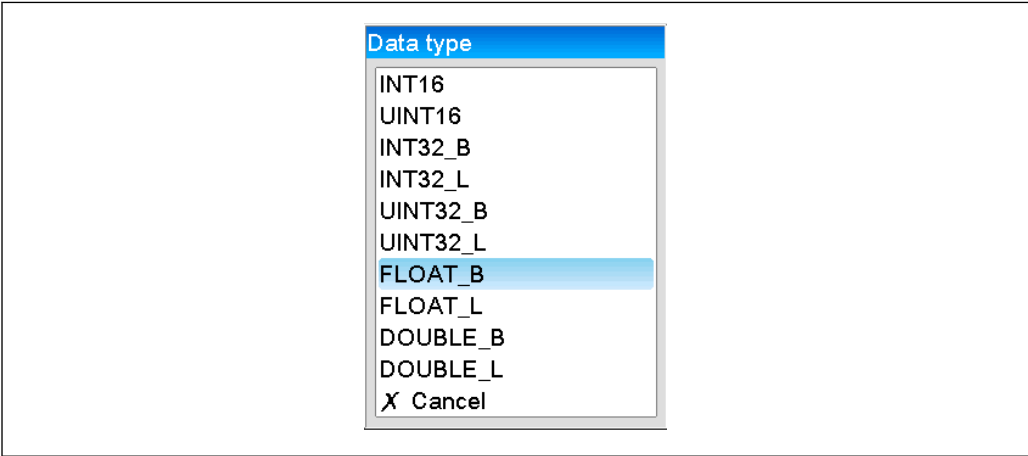 Data type
INT16
UINT16
INT32_B
INT32_L
UINT32_B
UINT32_L
FLOAT_B
FLOAT_L
DOUBLE_B
DOUBLE_L
X Cancel